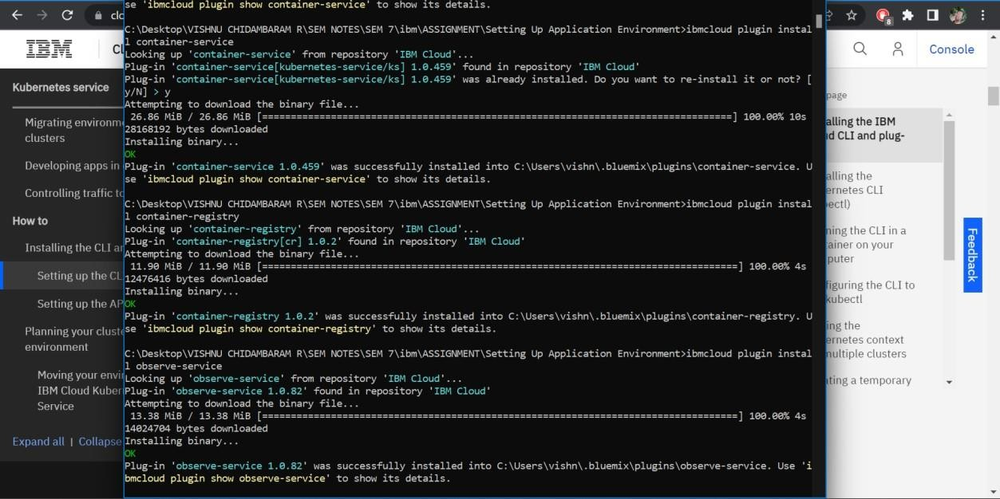 clo
se 'ibmcloud plugin show container-service' to show its details.
C:\Desktop\VISHNU CHIDAMBARAM R\SEM NOTES\SEM 7\ibm\ASSIGNMENT\Setting Up Application Environment>ibmcloud plugin instal
l container-service
Looking up 'container-service' from repository 'IBM Cloud'...
Plug-in 'container-service[kubernetes-service/ks] 1.0.459' found in repository 'IBM Cloud'
Plug-in 'container-service[kubernetes-service/ks] 1.0.459' was already installed. Do you want to re-install it or not? [
y/N] > y
Attempting to download the binary file...
26.86 MiB / 26.86 MiB [==================================================================================] 100.00% 10s
28168192 bytes downloaded
Installing binary...
OK
Plug-in 'container-service 1.0.459' was successfully installed into C:\Users\vishn\.bluemix\plugins\container-service. U
se 'ibmcloud plugin show container-service' to show its details.
C:\Desktop\VISHNU CHIDAMBARAM R\SEM NOTES\SEM 7\ibm\ASSIGNMENT\Setting Up Application Environment>ibmcloud plugin instal
l container-registry
Looking up 'container-registry' from repository 'IBM Cloud'...
Plug-in 'container-registry[cr] 1.0.2' found in repository 'IBM Cloud'
Attempting to download the binary file...
11.90 MiB / 11.90 MiB [===================================================================================] 100.00% 4s
12476416 bytes downloaded
Installing binary...
OK
Plug-in 'container-registry 1.0.2' was successfully installed into C:\Users\vishn\.bluemix\plugins\container-registry. U
se 'ibmcloud plugin show container-registry' to show its details.
C:\Desktop\VISHNU CHIDAMBARAM R\SEM NOTES\SEM 7\ibm\ASSIGNMENT\Setting Up Application Environment>ibmcloud plugin instal
l observe-service
Looking up 'observe-service' from repository 'IBM Cloud'...
Plug-in 'observe-service 1.0.82' found in repository 'IBM Cloud'
Attempting to download the binary file...
13.38 MiB / 13.38 MiB [===================================================================================] 100.00% 4s
14024704 bytes downloaded
Installing binary...
OK
Plug-in 'observe-service 1.0.82' was successfully installed into C:\Users\vishn\.bluemix\plugins\observe-service. Use 'i
bmcloud plugin show observe-service' to show its details.
IBM
Cl
Kubernetes service
Migrating environme
clusters
Developing apps in
Controlling traffic to
How to
Installing the CLI ar
Setting up the CL
Setting up the AP
Planning your cluste
environment
Moving your envir
IBM Cloud Kuber
Service
Expand all | Collapse
8
Console
page
alling the IBM
d CLI and plug-
alling the
ernetes CLI
ectl)
ning the CLI in a
tainer on your
puter
figuring the CLI to
kubectl
ing the
ernetes context
multiple clusters
ating a temporary
Feedback